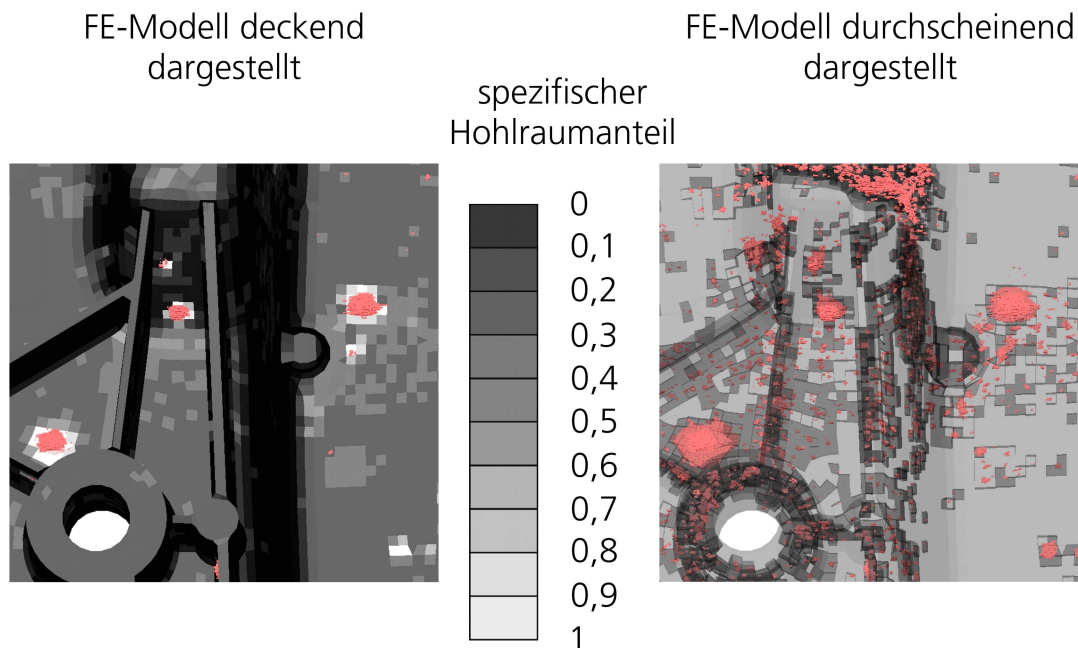 FE-Modell deckend
dargestellt
FE-Modell durchscheinend
dargestellt
spezifischer
Hohlraumanteil
0
0,1
0,2
0,3
0,4
0,5
0,6
0,7
0,8
0,9
1